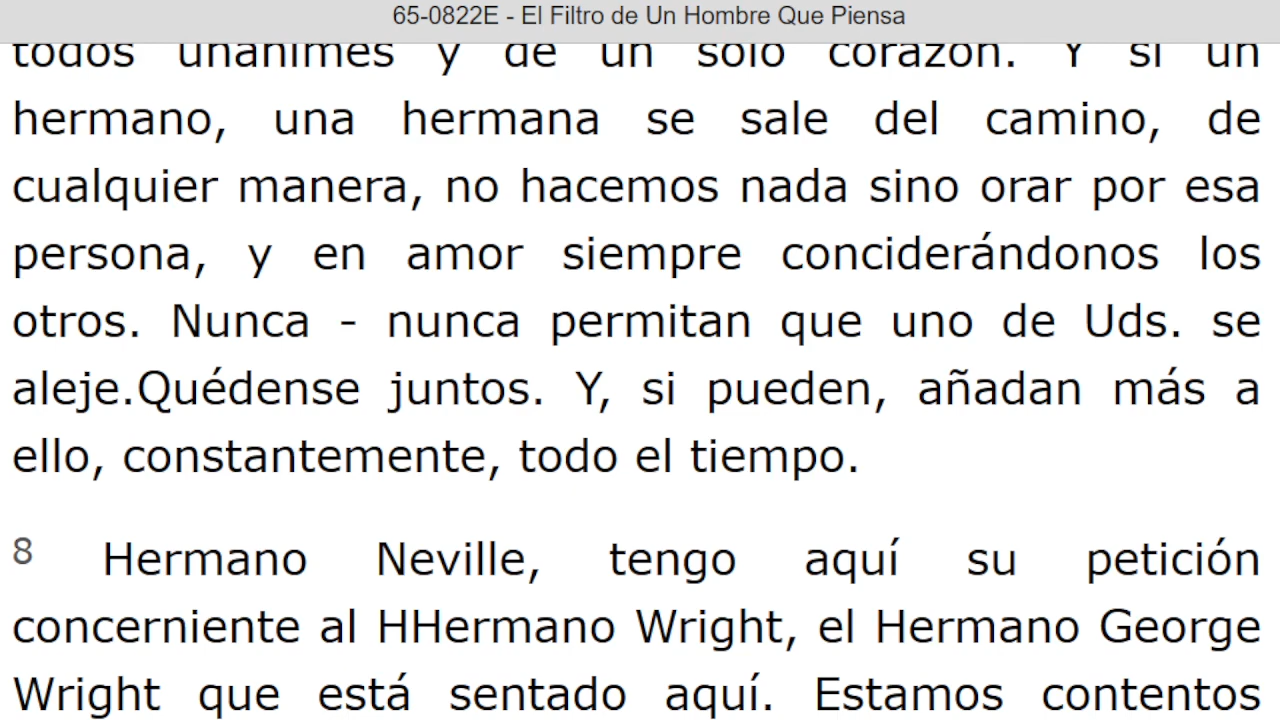 65-0822E - El Filtro de Un Hombre Que Piensa
todos unánimes y de un solo corazón. Y si un
hermano, una hermana se sale del camino, de
cualquier manera, no hacemos nada sino orar por esa
persona, y en amor siempre conciderándonos los
otros. Nunca - nunca permitan que uno de Uds. se
aleje.Quédense juntos. Y, si pueden, añadan más a
ello, constantemente, todo el tiempo.
8 Hermano Neville, tengo aquí su petición
concerniente al HHermano Wright, el Hermano George
Wright que está sentado aquí. Estamos contentos